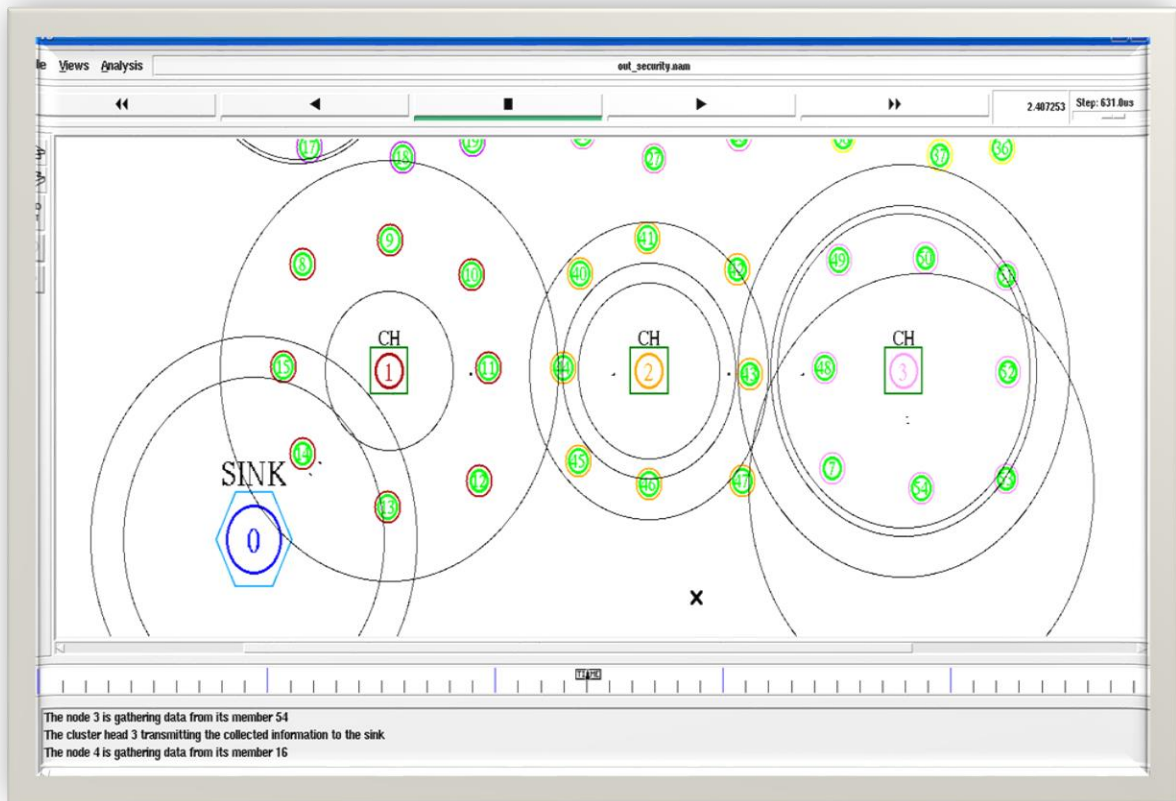 le Views Analysis out_security.nam
2.407253 Step: 631.0us
17 18 19 27 37 36
9 41 49 50
8 10 40 42
CH CH CH
15 1 11 44 2 43 48 3 52
14 45 7
SINK 12 46 47 54 53
13
0
X
TIME
The node 3 is gathering data from its member 54
The cluster head 3 transmitting the collected information to the sink
The node 4 is gathering data from its member 16